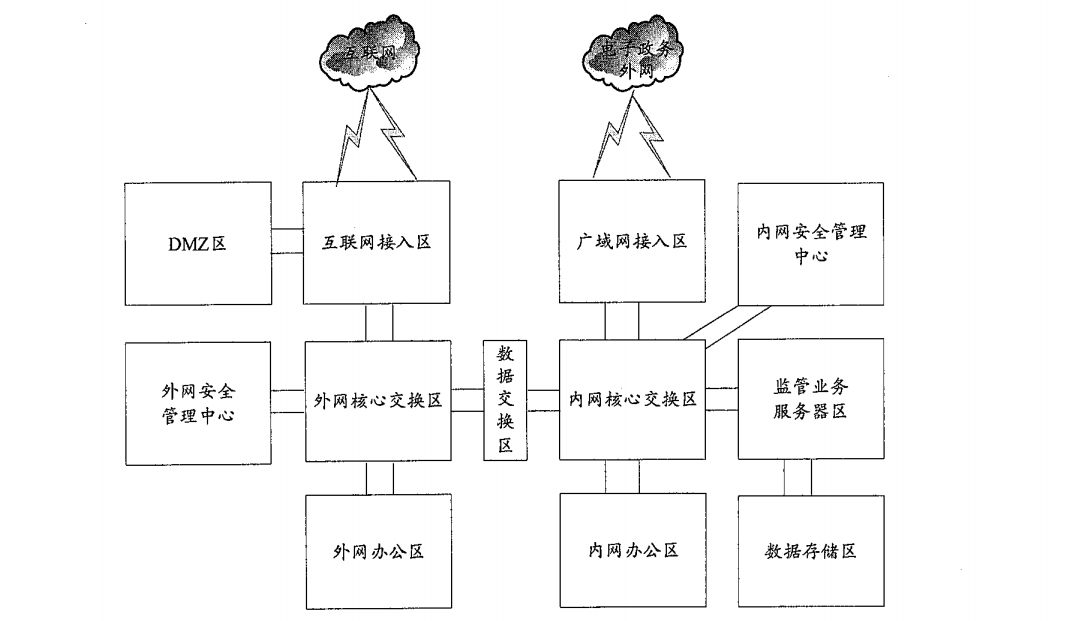 互联网
电子政务
外网
DMZ区
互联网接入区
广域网接入区
内网安全管理
中心
外网安全
管理中心
外网核心交换区
数
据
交
换
区
内网核心交换区
监管业务
服务器区
外网办公区
内网办公区
数据存储区